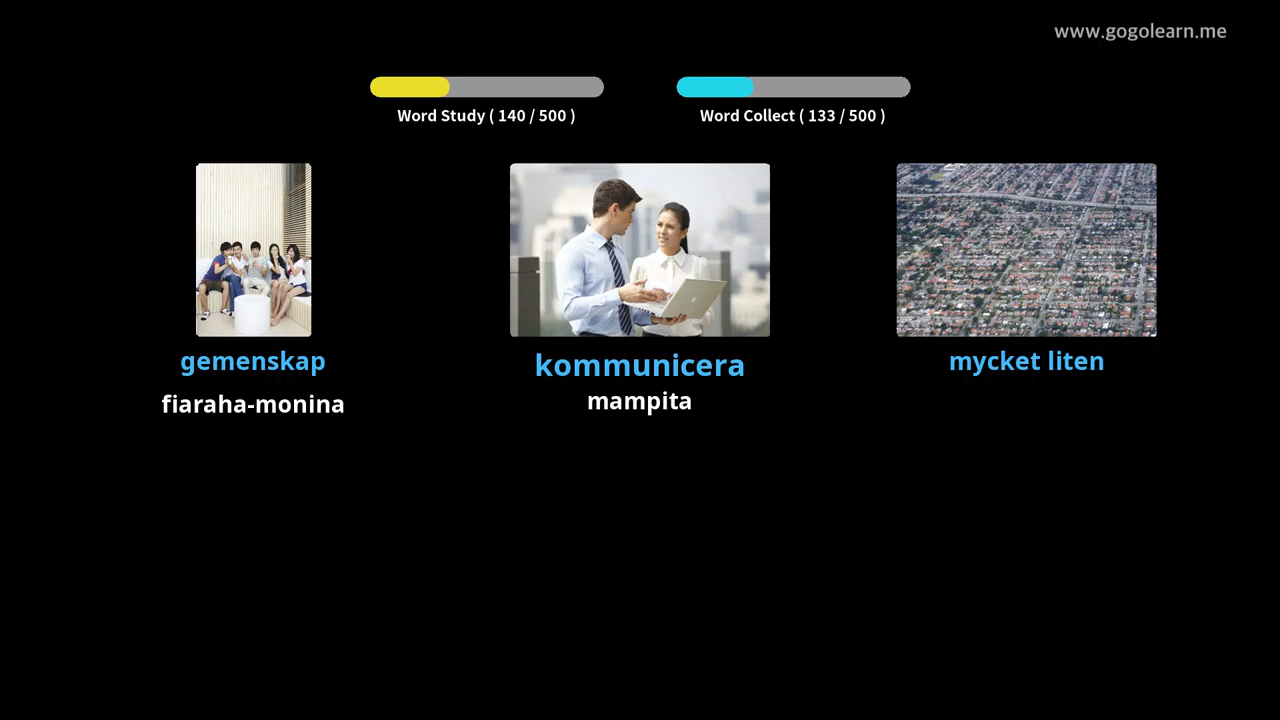 www.gogolearn.me
Word Study ( 140 / 500 )
Word Collect ( 133 / 500 )
gemenskap
fiaraha-monina
kommunicera
mampita
mycket liten